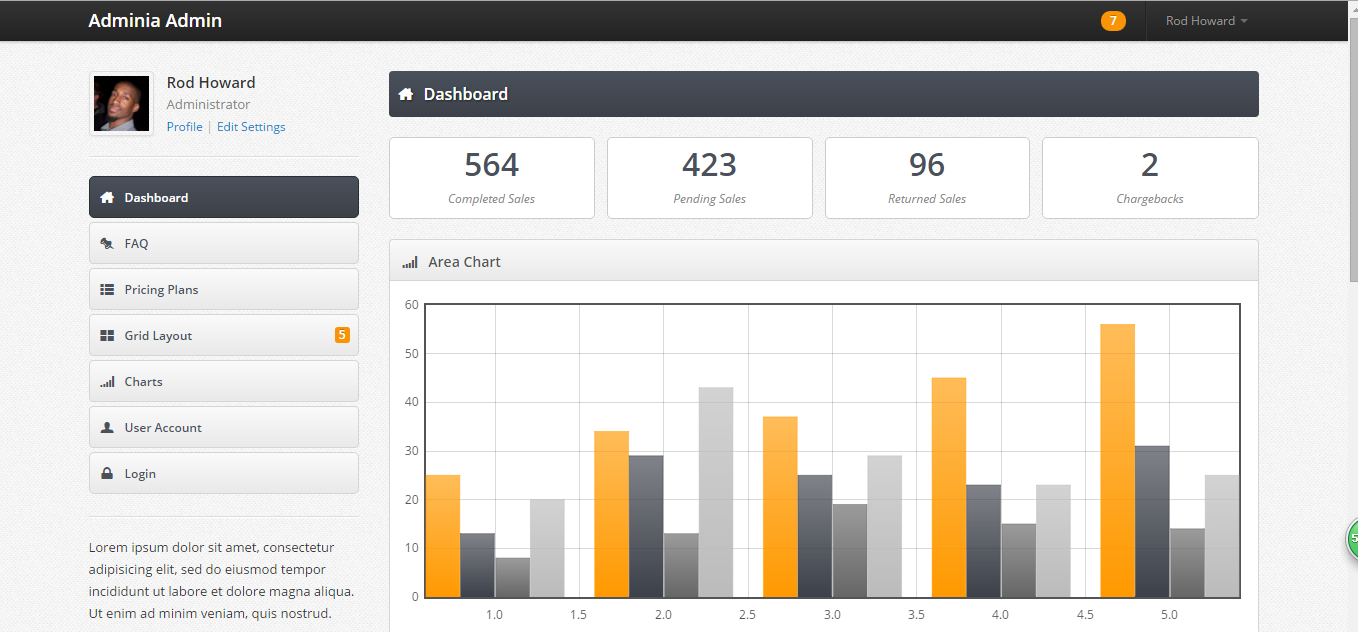 Adminia Admin
7
Rod Howard
Rod Howard
Administrator
Profile | Edit Settings
Dashboard
FAQ
Pricing Plans
Grid Layout 5
Charts
User Account
Login
Lorem ipsum dolor sit amet, consectetur
adipisicing elit, sed do eiusmod tempor
incididunt ut labore et dolore magna aliqua.
Ut enim ad minim veniam, quis nostrud.
Dashboard
564
Completed Sales
423
Pending Sales
96
Returned Sales
2
Chargebacks
Area Chart
60
50
40
30
20
10
0
1.0 1.5 2.0 2.5 3.0 3.5 4.0 4.5 5.0